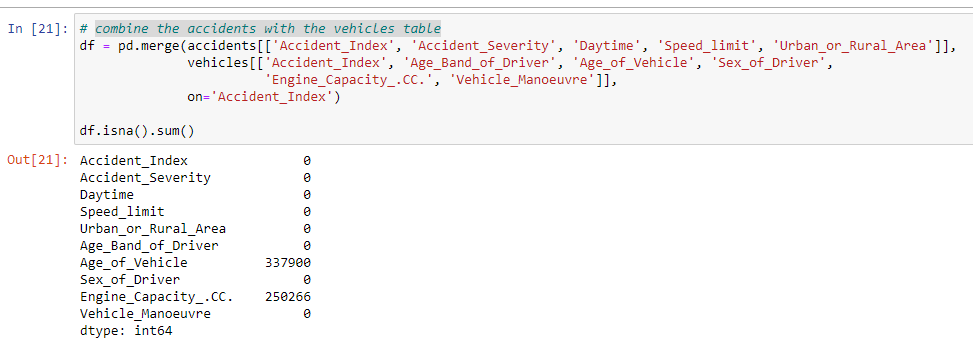 In [21]: # combine the accidents with the vehicles table
df = pd.merge(accidents[['Accident_Index', 'Accident_Severity', 'Daytime', 'Speed_limit', 'Urban_or_Rural_Area']],
vehicles[['Accident_Index', 'Age_Band_of_Driver', 'Age_of_Vehicle', 'Sex_of_Driver',
'Engine_Capacity_.CC.', 'Vehicle_Manoeuvre']],
on='Accident_Index')
df.isna().sum()
Out[21]: Accident_Index 0
Accident_Severity 0
Daytime 0
Speed_limit 0
Urban_or_Rural_Area 0
Age_Band_of_Driver 0
Age_of_Vehicle 337900
Sex_of_Driver 0
Engine_Capacity_.CC. 250266
Vehicle_Manoeuvre 0
dtype: int64